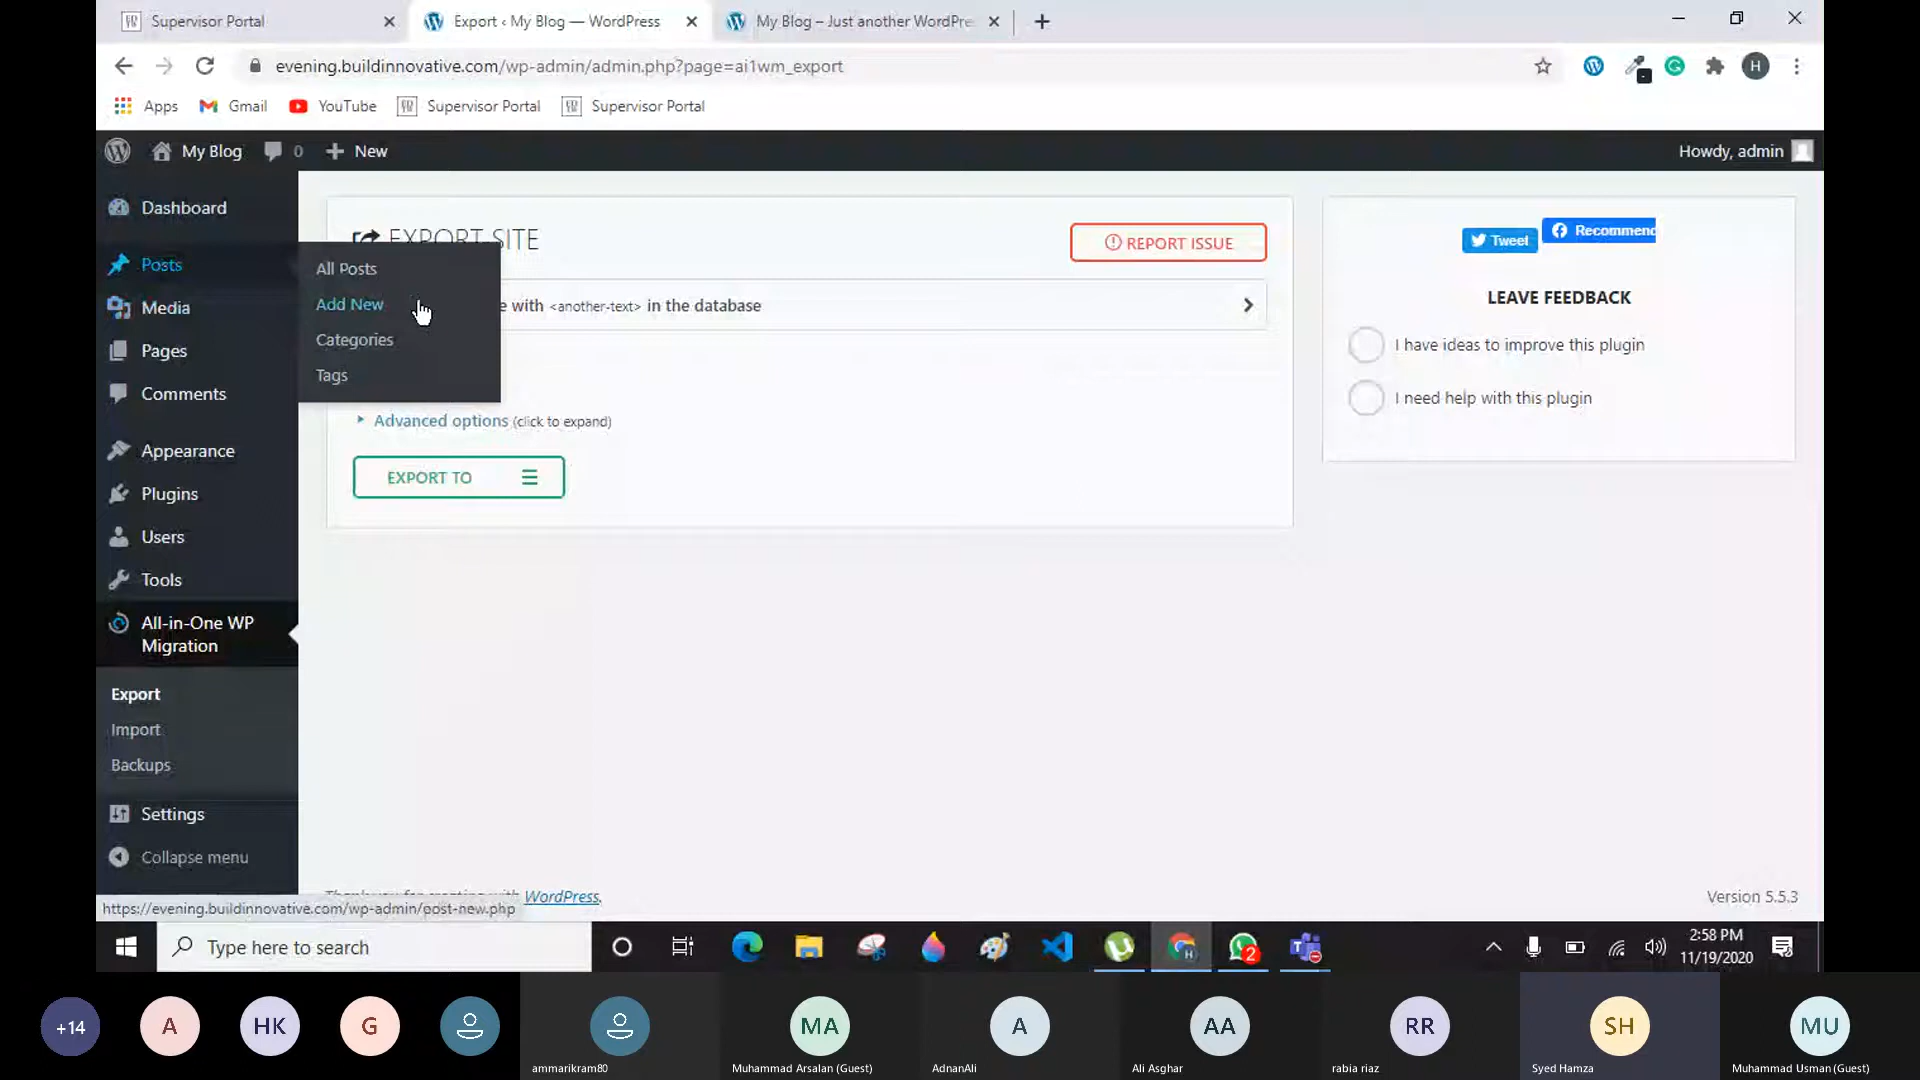 Supervisor Portal
Export ‹ My Blog — WordPress
My Blog – Just another WordPre
evening.buildinnovative.com/wp-admin/admin.php?page=ai1wm_export
H
Apps
Gmail
YouTube
Supervisor Portal
Supervisor Portal
My Blog
0
New
Howdy, admin
Dashboard
Posts
Media
Pages
Comments
Appearance
Plugins
Users
Tools
All-in-One WP
Migration
Export
Import
Backups
Settings
Collapse menu
All Posts
Add New
Categories
Tags
EXPORT SITE
REPORT ISSUE
e with <another-text> in the database
Advanced options (click to expand)
EXPORT TO
Tweet
Recommend
LEAVE FEEDBACK
I have ideas to improve this plugin
I need help with this plugin
Thank you for creating with WordPress.
Version 5.5.3
https://evening.buildinnovative.com/wp-admin/post-new.php
Type here to search
H
2
2:58 PM
11/19/2020
+14
A
HK
G
ammarikram80
MA
Muhammad Arsalan (Guest)
A
AdnanAli
AA
Ali Asghar
RR
rabia riaz
SH
Syed Hamza
MU
Muhammad Usman (Guest)